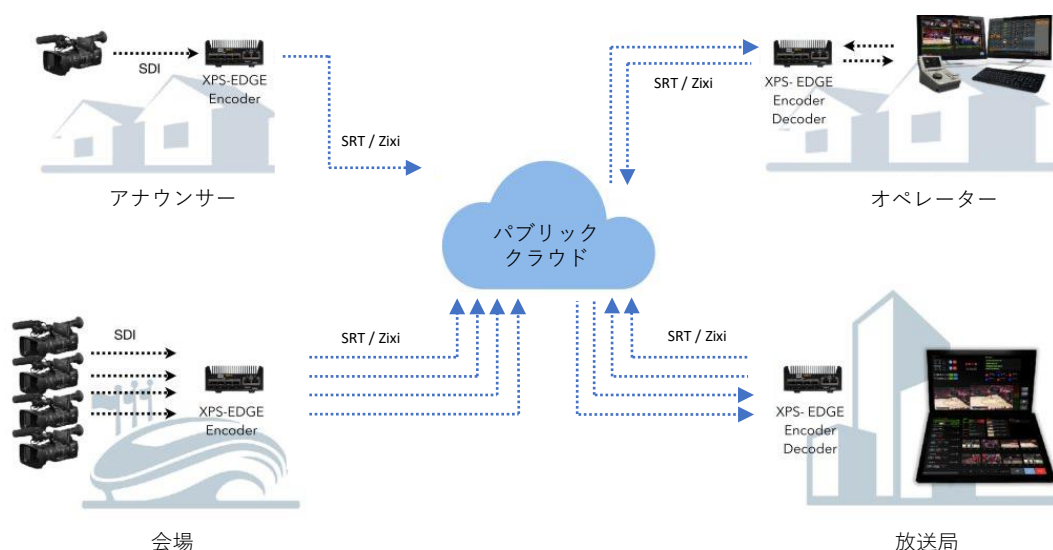 SDI
XPS-EDGE
Encoder
SRT / Zixi
アナウンサー
SRT / Zixi
XPS- EDGE
Encoder
Decoder
オペレーター
パブリック
クラウド
SDI
XPS-EDGE
Encoder
SRT / Zixi
会場
SRT / Zixi
XPS- EDGE
Encoder
Decoder
放送局